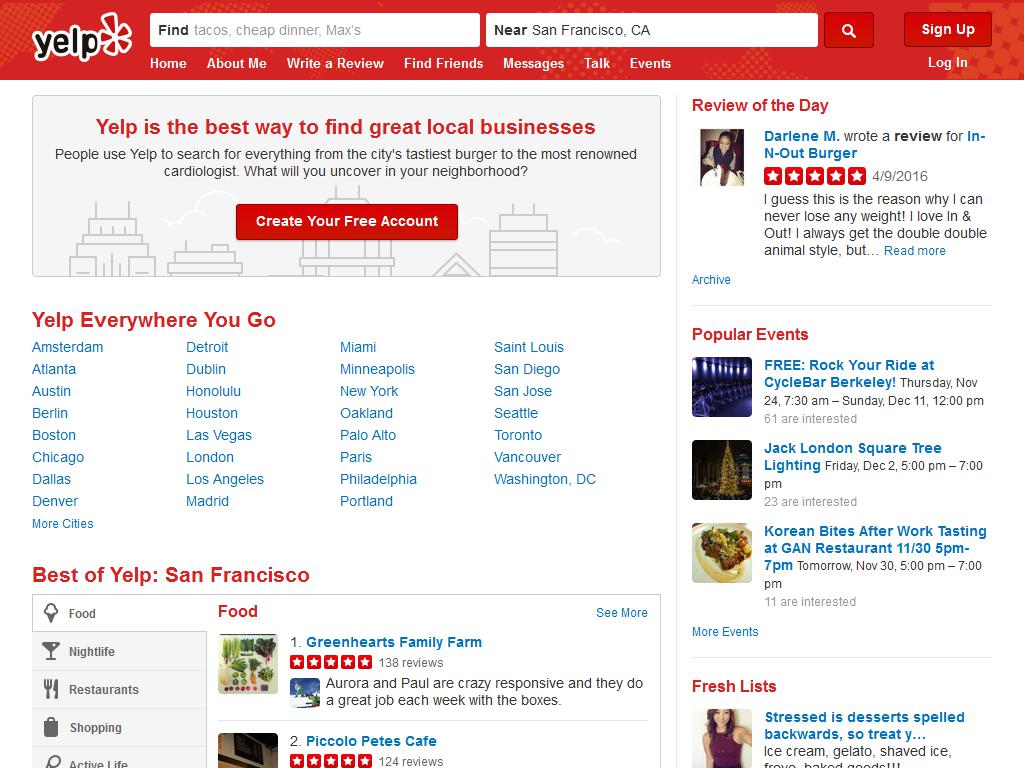 yelp
Find tacos, cheap dinner, Max's
Near San Francisco, CA
Sign Up
Home About Me Write a Review Find Friends Messages Talk Events
Log In
Yelp is the best way to find great local businesses
People use Yelp to search for everything from the city's tastiest burger to the most renowned
cardiologist. What will you uncover in your neighborhood?
Create Your Free Account
Yelp Everywhere You Go
Amsterdam Detroit Miami Saint Louis
Atlanta Dublin Minneapolis San Diego
Austin Honolulu New York San Jose
Berlin Houston Oakland Seattle
Boston Las Vegas Palo Alto Toronto
Chicago London Paris Vancouver
Dallas Los Angeles Philadelphia Washington, DC
Denver Madrid Portland
More Cities
Best of Yelp: San Francisco
Food
Nightlife
Restaurants
Shopping
Active Life
Food
See More
1. Greenhearts Family Farm
138 reviews
Aurora and Paul are crazy responsive and they do
a great job each week with the boxes.
2. Piccolo Petes Cafe
124 reviews
Review of the Day
Darlene M. wrote a review for In-
N-Out Burger
4/9/2016
I guess this is the reason why I can
never lose any weight! I love In &
Out! I always get the double double
animal style, but… Read more
Archive
Popular Events
FREE: Rock Your Ride at
CycleBar Berkeley! Thursday, Nov
24, 7:30 am – Sunday, Dec 11, 12:00 pm
61 are interested
Jack London Square Tree
Lighting Friday, Dec 2, 5:00 pm – 7:00
pm
23 are interested
Korean Bites After Work Tasting
at GAN Restaurant 11/30 5pm-
7pm Tomorrow, Nov 30, 5:00 pm – 7:00
pm
11 are interested
More Events
Fresh Lists
Stressed is desserts spelled
backwards, so treat y…
Ice cream, gelato, shaved ice,
froyo, baked goods!!!